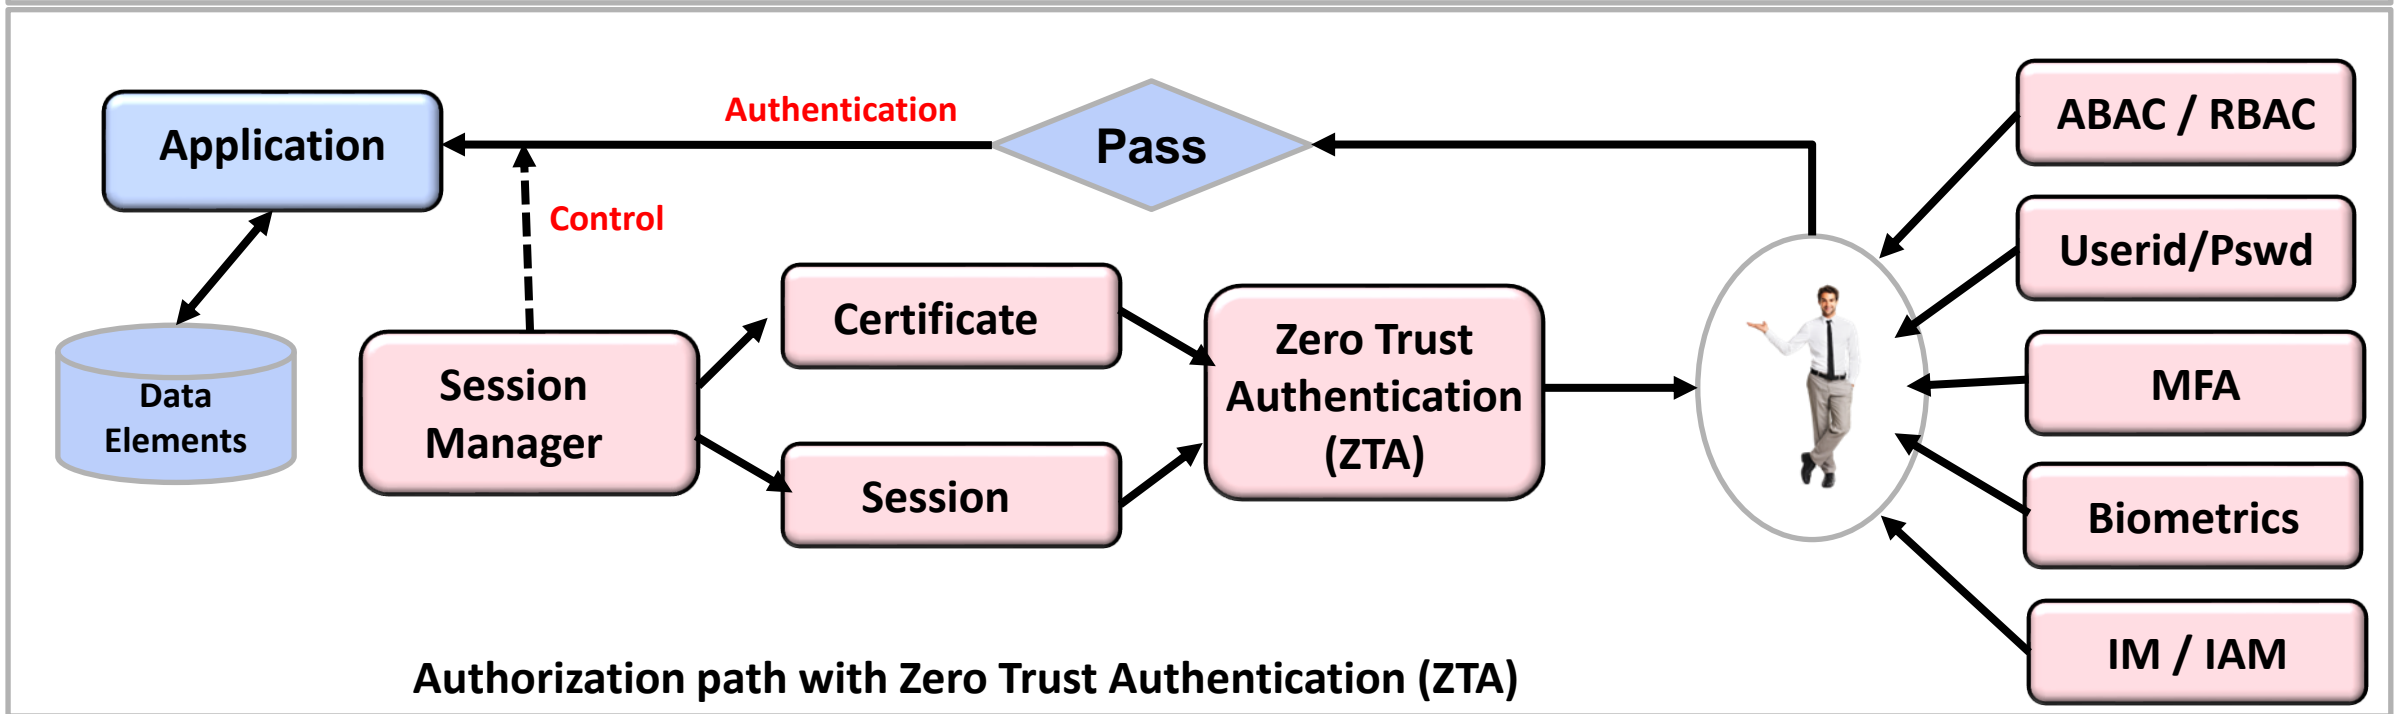 Application
Authentication
Pass
Control
Data
Elements
Session
Manager
Certificate
Session
Zero Trust
Authentication
(ZTA)
ABAC / RBAC
Userid/Pswd
MFA
Biometrics
IM / IAM
Authorization path with Zero Trust Authentication (ZTA)